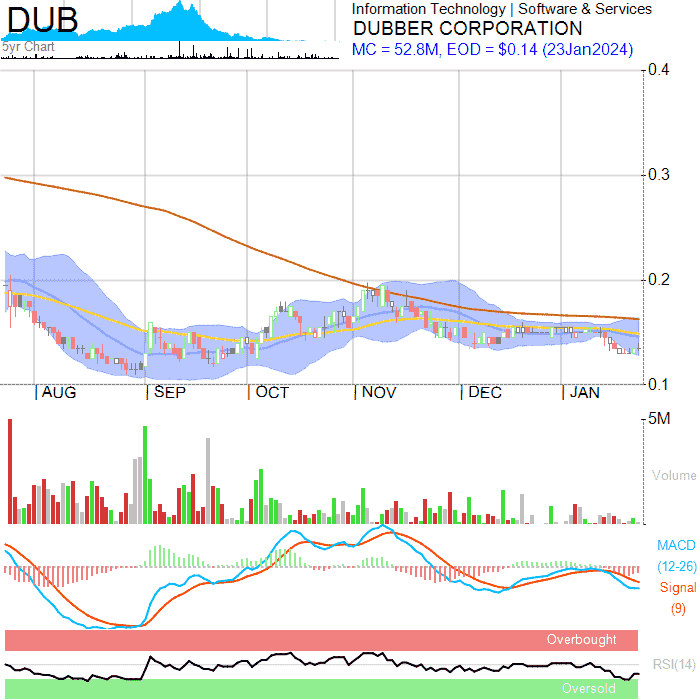 DUB
5yr Chart
Information Technology | Software & Services
DUBBER CORPORATION
MC = 52.8M, EOD = $0.14 (23Jan2024)
0.4
0.3
0.2
0.1
AUG
SEP
OCT
NOV
DEC
JAN
5M
Volume
MACD
(12-26)
Signal
(9)
Overbought
RSI(14)
Oversold